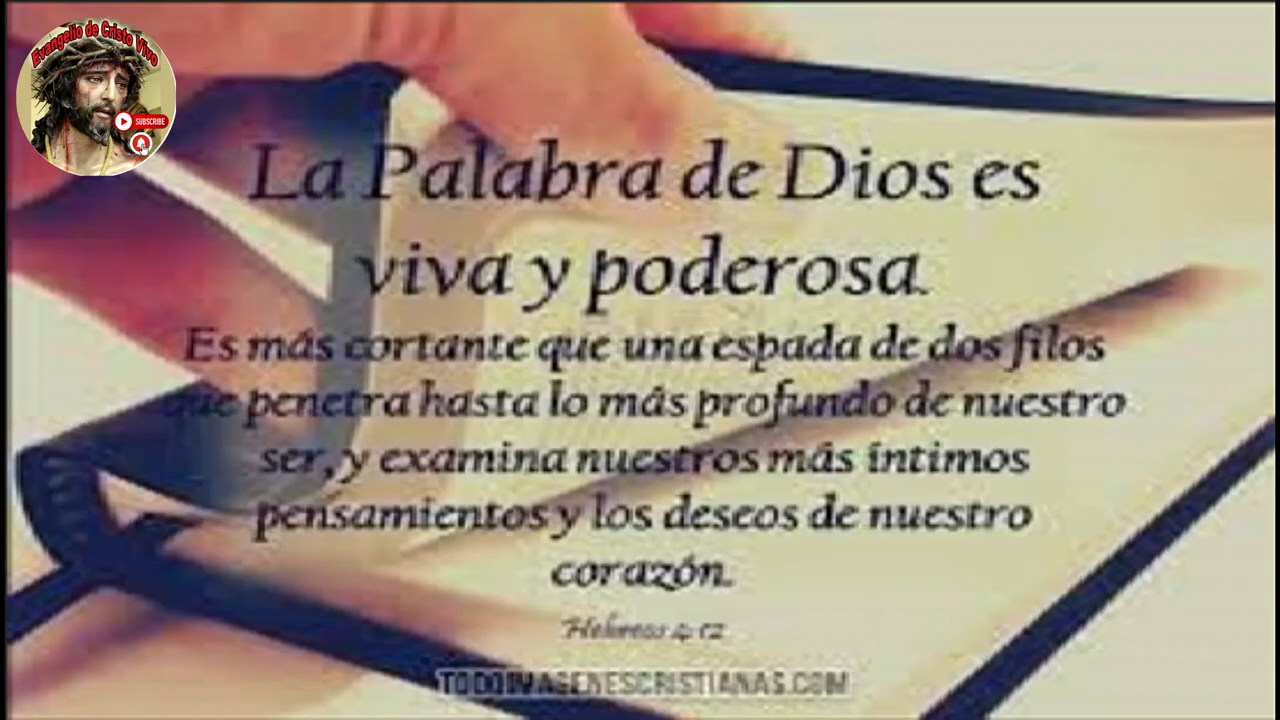 Evangelio de Cristo Vivo
SUBSCRIBE
La Palabra de Dios es
viva y poderosa.
Es más cortante que una espada de dos filos
que penetra hasta lo más profundo de nuestro
ser, y examina nuestros más íntimos
pensamientos y los deseos de nuestro
corazón.
Hebreos 4:12
TODOIMAGENESCRISTIANAS.COM